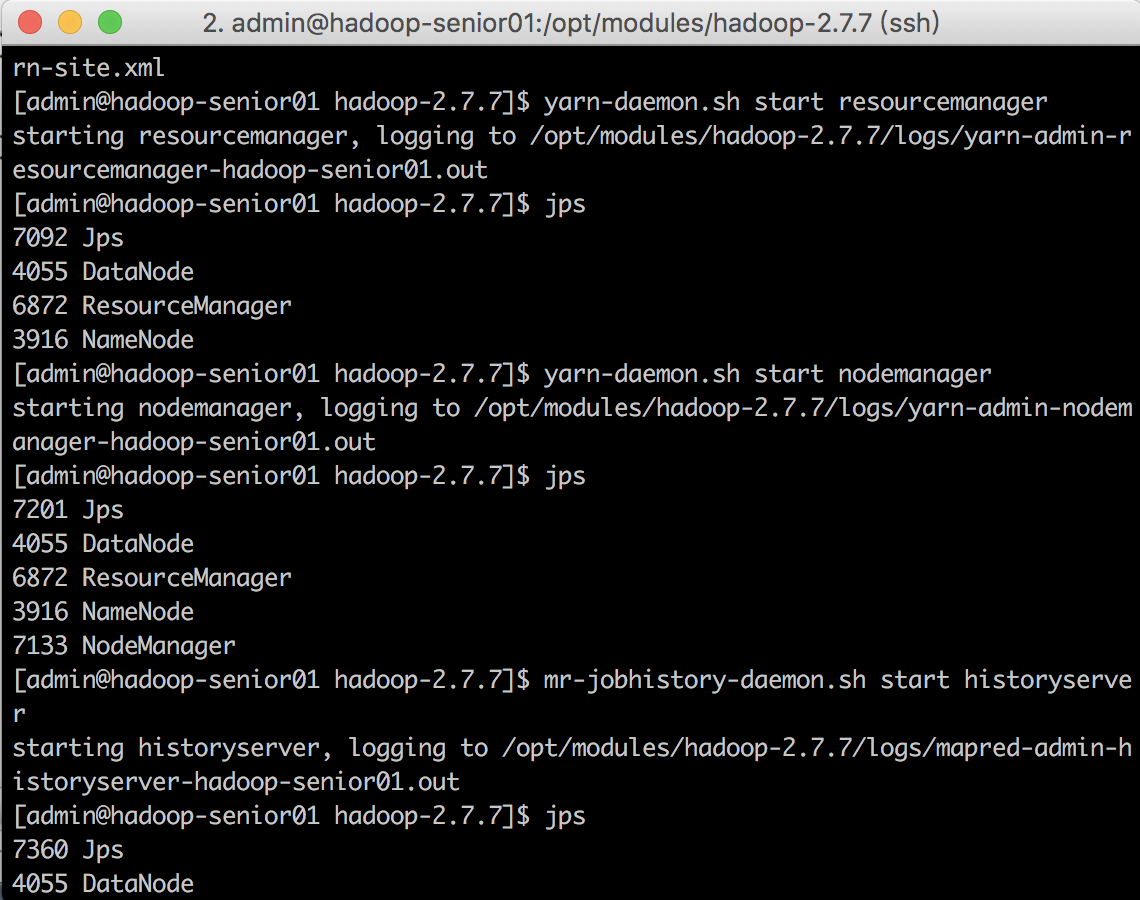 2. admin@hadoop-senior01:/opt/modules/hadoop-2.7.7 (ssh)
rn-site.xml
[admin@hadoop-senior01 hadoop-2.7.7]$ yarn-daemon.sh start resourcemanager
starting resourcemanager, logging to /opt/modules/hadoop-2.7.7/logs/yarn-admin-r
esourcemanager-hadoop-senior01.out
[admin@hadoop-senior01 hadoop-2.7.7]$ jps
7092 Jps
4055 DataNode
6872 ResourceManager
3916 NameNode
[admin@hadoop-senior01 hadoop-2.7.7]$ yarn-daemon.sh start nodemanager
starting nodemanager, logging to /opt/modules/hadoop-2.7.7/logs/yarn-admin-nodem
anager-hadoop-senior01.out
[admin@hadoop-senior01 hadoop-2.7.7]$ jps
7201 Jps
4055 DataNode
6872 ResourceManager
3916 NameNode
7133 NodeManager
[admin@hadoop-senior01 hadoop-2.7.7]$ mr-jobhistory-daemon.sh start historyserve
r
starting historyserver, logging to /opt/modules/hadoop-2.7.7/logs/mapred-admin-h
istoryserver-hadoop-senior01.out
[admin@hadoop-senior01 hadoop-2.7.7]$ jps
7360 Jps
4055 DataNode